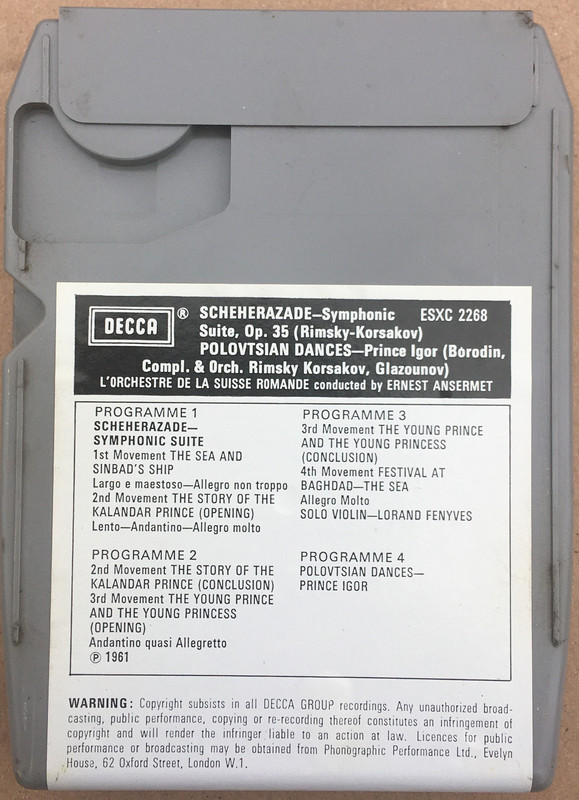 DECCA ®
SCHEHERAZADE—Symphonic ESXC 2268
Suite, Op. 35 (Rimsky-Korsakov)
POLOVTSIAN DANCES—Prince Igor (Borodin,
Compl. & Orch. Rimsky Korsakov, Glazounov)
L'ORCHESTRE DE LA SUISSE ROMANDE conducted by ERNEST ANSERMET
PROGRAMME 1
SCHEHERAZADE—
SYMPHONIC SUITE
1st Movement THE SEA AND
SINBAD'S SHIP
Largo e maestoso—Allegro non troppo
2nd Movement THE STORY OF THE
KALANDAR PRINCE (OPENING)
Lento—Andantino—Allegro molto
PROGRAMME 2
2nd Movement THE STORY OF THE
KALANDAR PRINCE (CONCLUSION)
3rd Movement THE YOUNG PRINCE
AND THE YOUNG PRINCESS
(OPENING)
Andantino quasi Allegretto
℗ 1961
PROGRAMME 3
3rd Movement THE YOUNG PRINCE
AND THE YOUNG PRINCESS
(CONCLUSION)
4th Movement FESTIVAL AT
BAGHDAD—THE SEA
Allegro Molto
SOLO VIOLIN—LORAND FENYVES
PROGRAMME 4
POLOVTSIAN DANCES—
PRINCE IGOR
WARNING: Copyright subsists in all DECCA GROUP recordings. Any unauthorized broad-
casting, public performance, copying or re-recording thereof constitutes an infringement of
copyright and will render the infringer liable to an action at law. Licences for public
performance or broadcasting may be obtained from Phonographic Performance Ltd., Evelyn
House, 62 Oxford Street, London W.1.